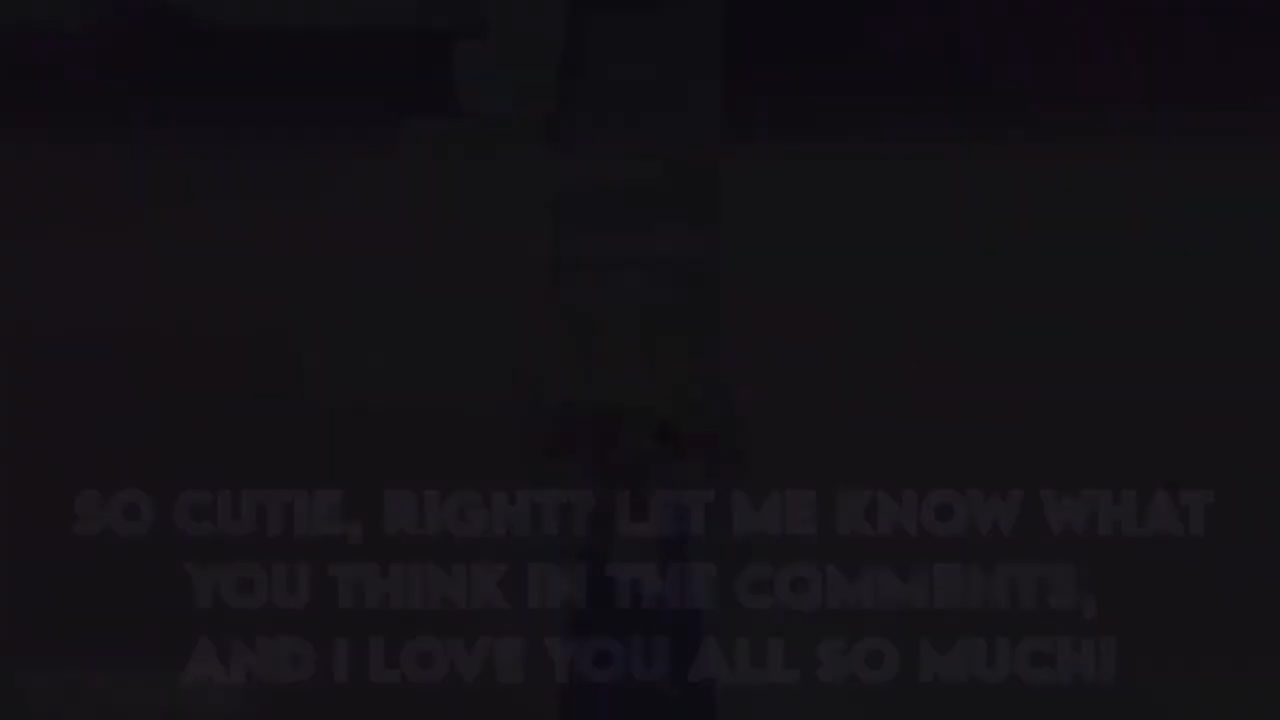 SO CUTIE, RIGHT? LET ME KNOW WHAT
YOU THINK IN THE COMMENTS,
AND I LOVE YOU ALL SO MUCH!